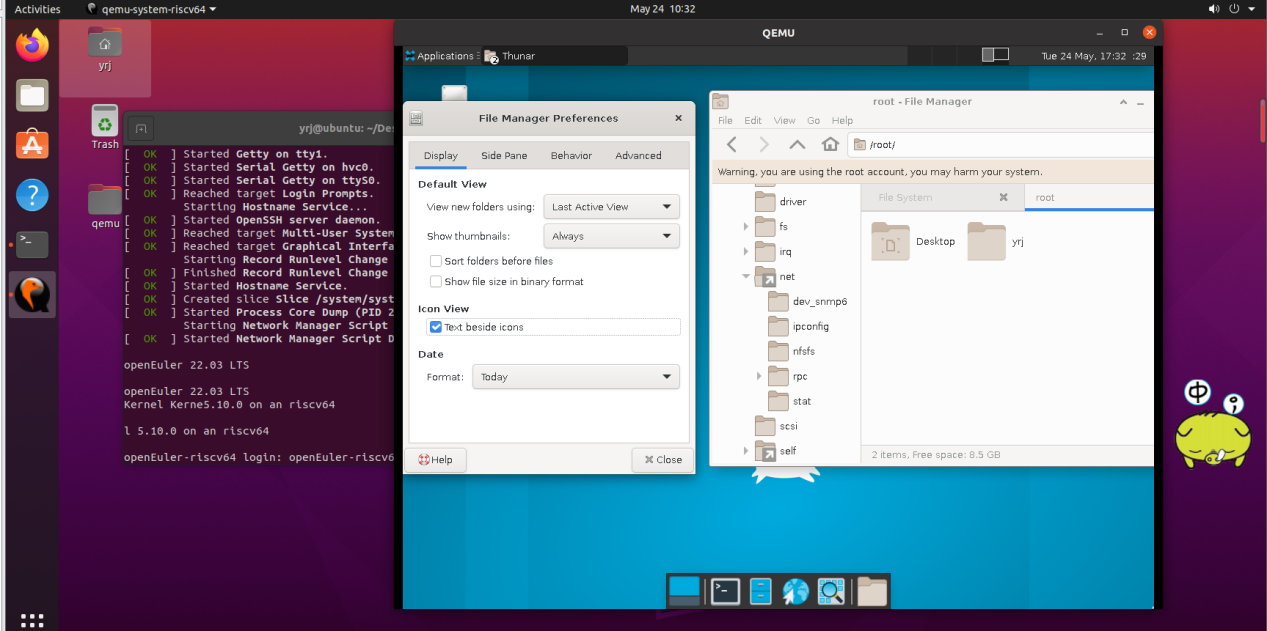 Activities
qemu-system-riscv64
May 24 10:32
yrj
Trash
qemu
yrj@ubuntu: ~/Des
[ OK ] Started Getty on tty1.
[ OK ] Started Serial Getty on hvc0.
[ OK ] Started Serial Getty on ttyS0.
[ OK ] Reached target Login Prompts.
Starting Hostname Service...
[ OK ] Started OpenSSH server daemon.
[ OK ] Reached target Multi-User System
[ OK ] Reached target Graphical Interfa
Starting Record Runlevel Change
[ OK ] Finished Record Runlevel Change
[ OK ] Started Hostname Service.
[ OK ] Created slice Slice /system/syst
[ OK ] Started Process Core Dump (PID 2
Starting Network Manager Script
[ OK ] Started Network Manager Script D
openEuler 22.03 LTS
openEuler 22.03 LTS
Kernel Kerne5.10.0 on an riscv64
l 5.10.0 on an riscv64
openEuler-riscv64 login: openEuler-riscv6
QEMU
Applications
2
Thunar
Tue 24 May, 17:32 :29
File Manager Preferences
Display
Side Pane
Behavior
Advanced
Default View
View new folders using:
Last Active View
Show thumbnails:
Always
Sort folders before files
Show file size in binary format
Icon View
Text beside icons
Date
Format:
Today
Help
Close
root - File Manager
File
Edit
View
Go
Help
/root/
Warning, you are using the root account, you may harm your system.
driver
fs
irq
net
dev_snmp6
ipconfig
nfsfs
rpc
stat
scsi
self
File System
root
Desktop
yrj
2 items, Free space: 8.5 GB
中